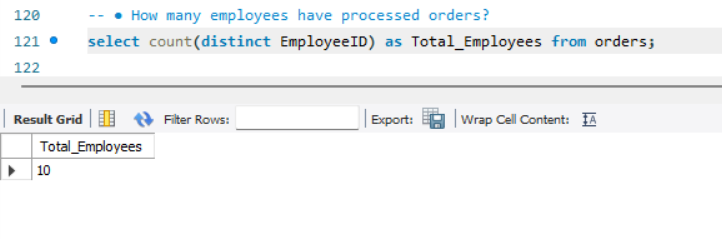 120 -- • How many employees have processed orders?
121 select count(distinct EmployeeID) as Total_Employees from orders;
122
Result Grid Filter Rows: Export: Wrap Cell Content: IA
Total_Employees
10